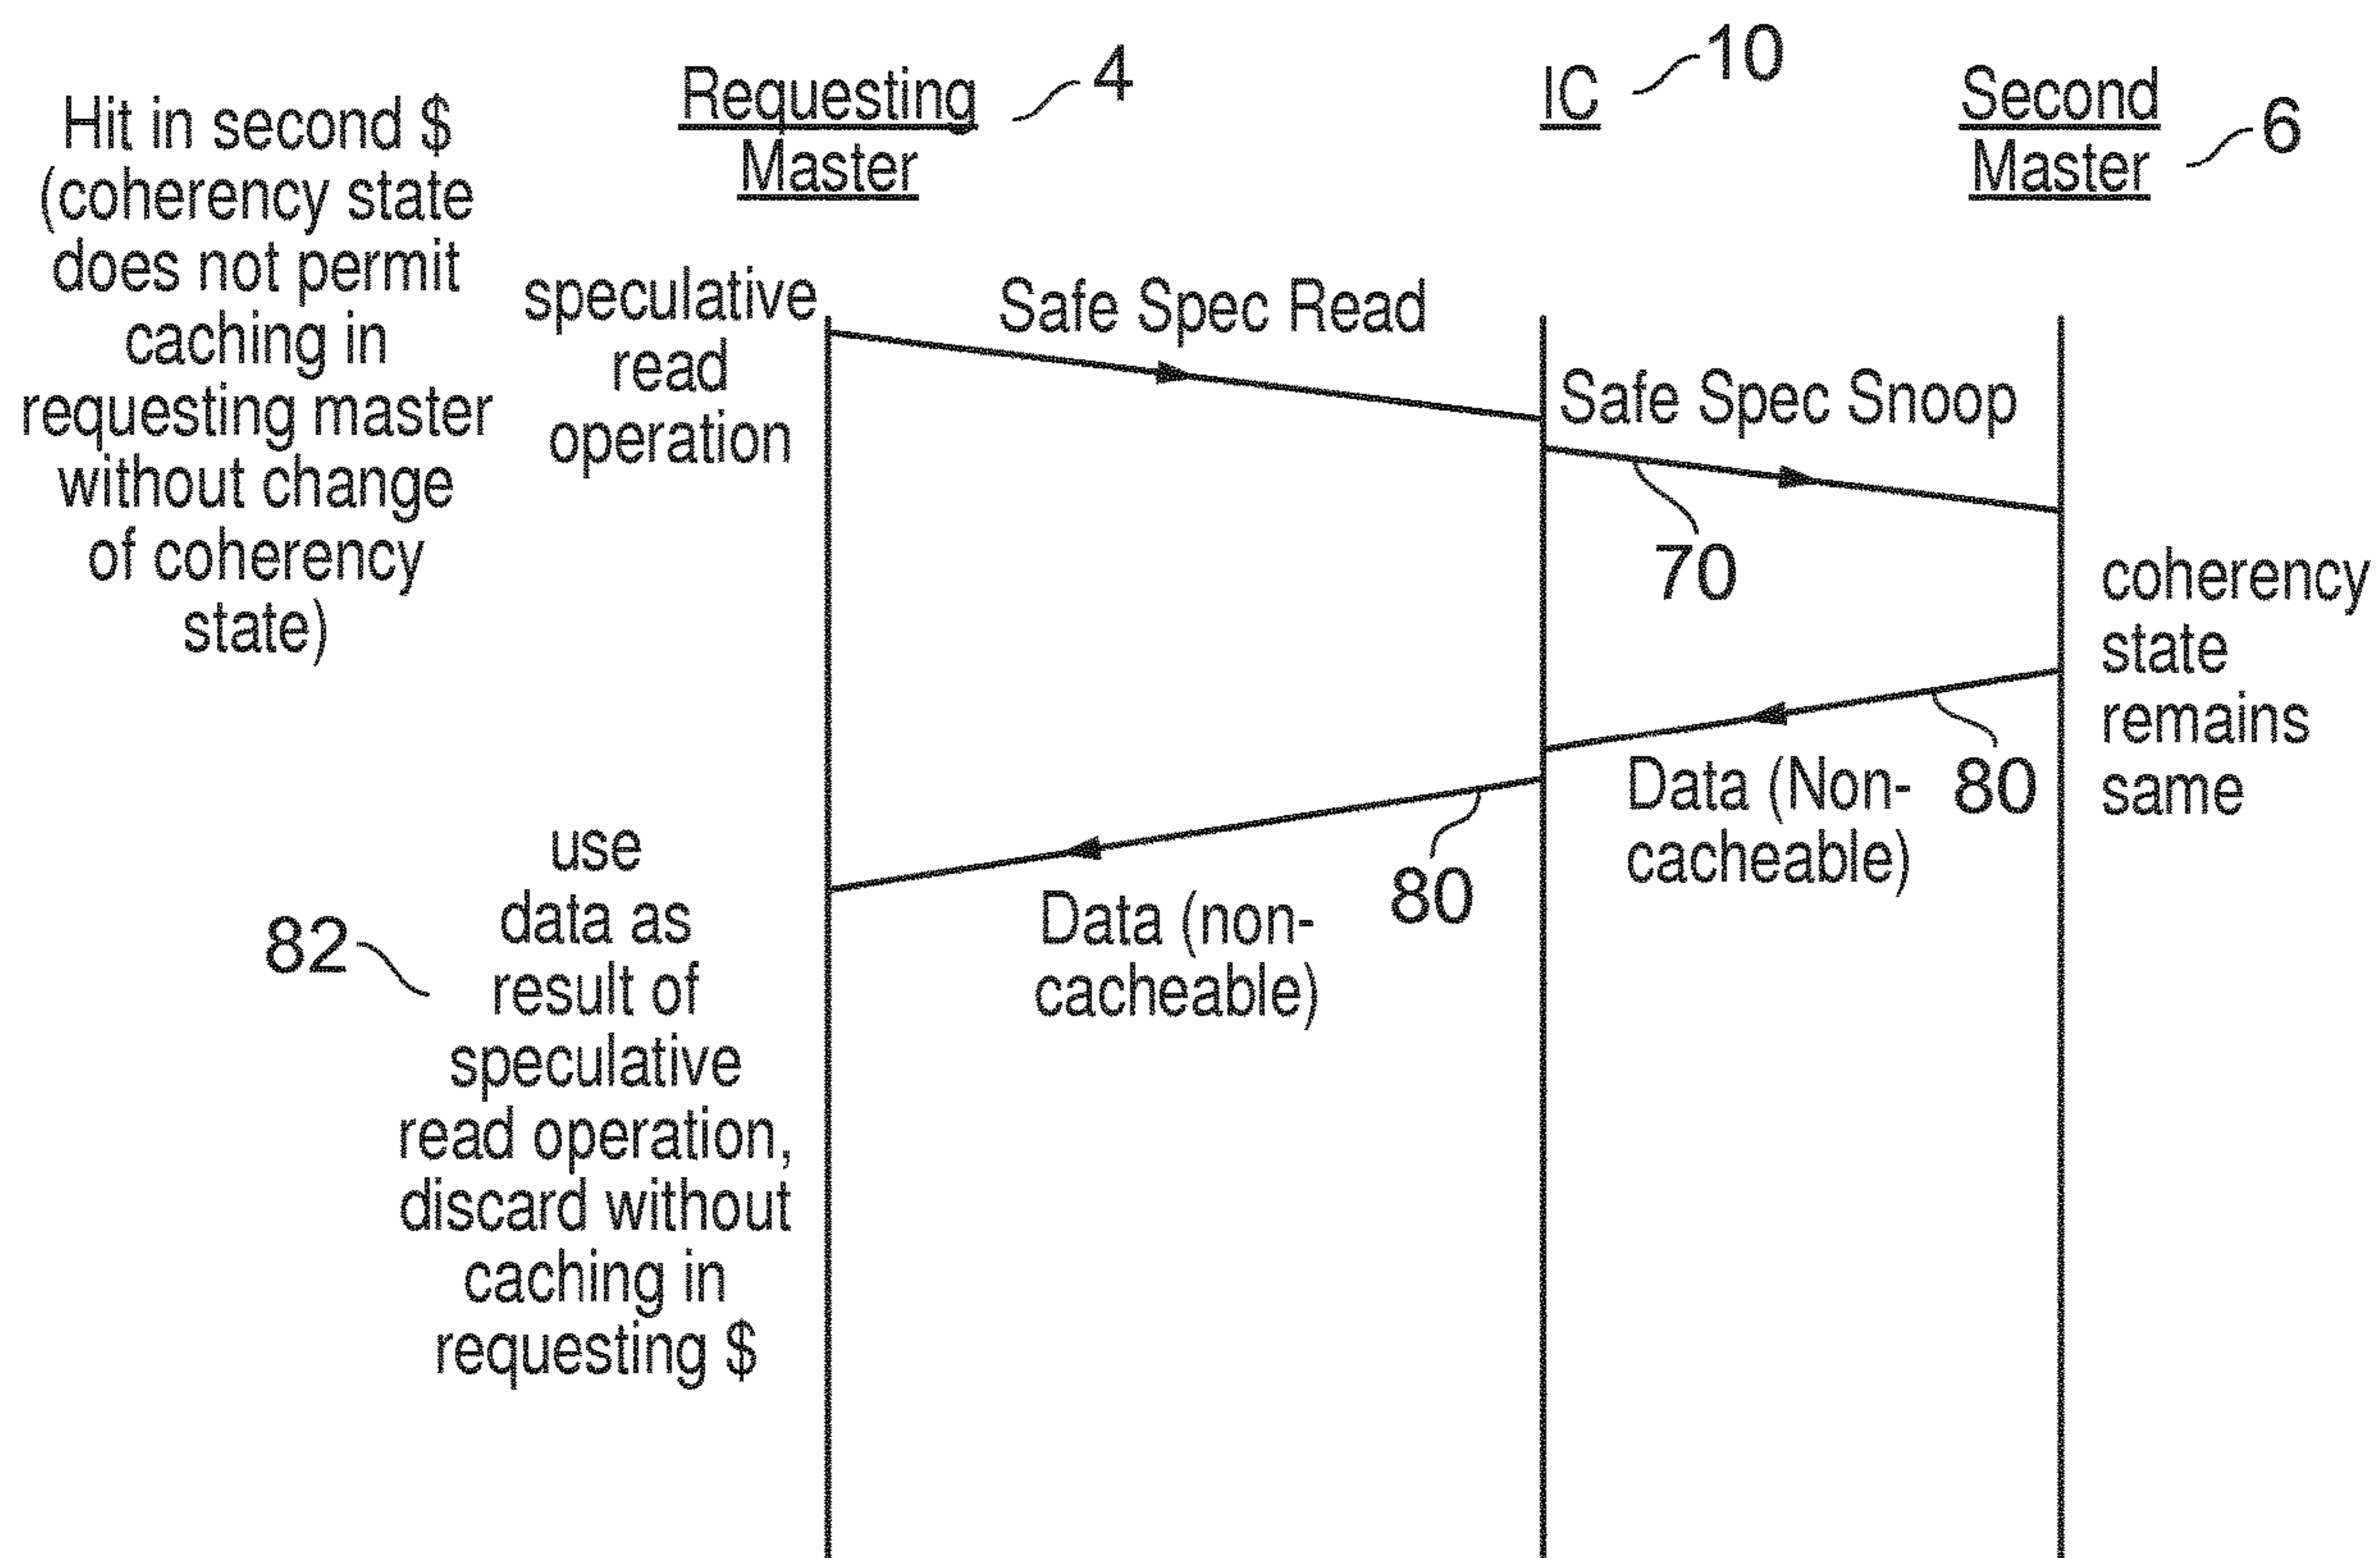 Hit in second $
(coherency state
does not permit
caching in
requesting master
without change
of coherency
state)
Requesting
Master
4
IC
10
Second
Master
6
speculative
read
operation
Safe Spec Read
Safe Spec Snoop
70
coherency
state
remains
same
80
Data (Non-
cacheable)
80
Data (non-
cacheable)
82
use
data as
result of
speculative
read operation,
discard without
caching in
requesting $